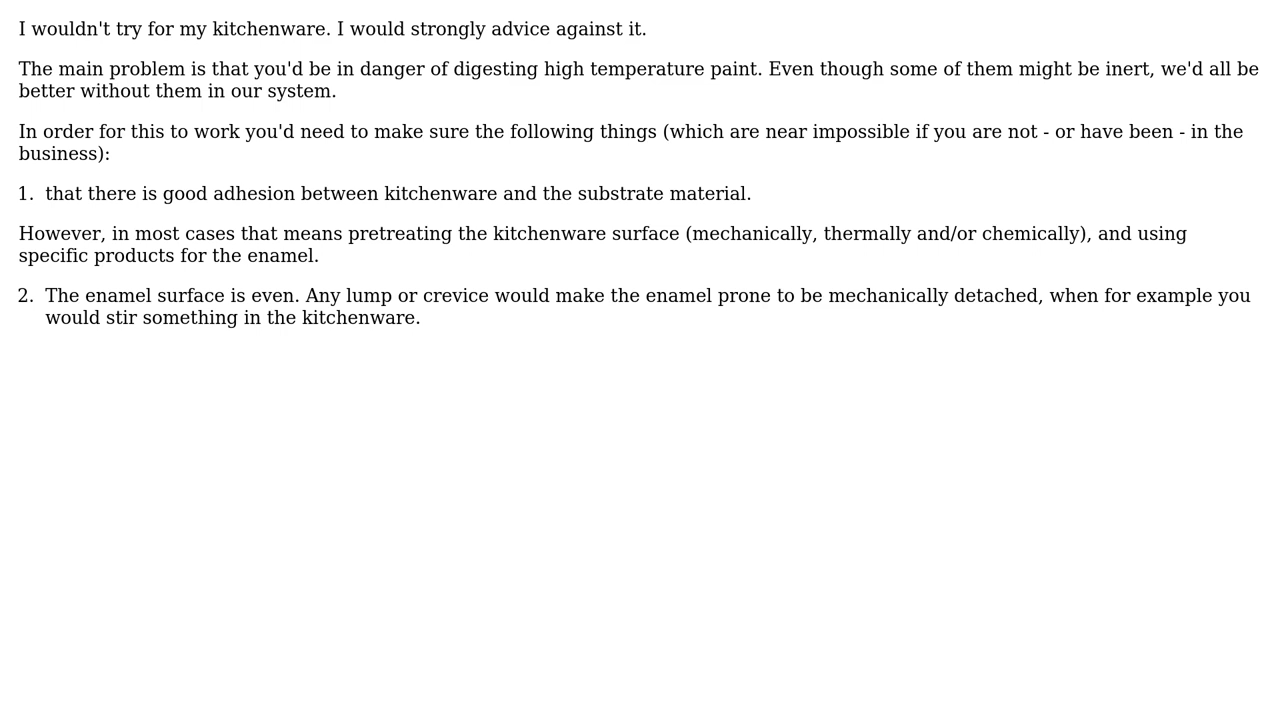 I wouldn't try for my kitchenware. I would strongly advice against it.
The main problem is that you'd be in danger of digesting high temperature paint. Even though some of them might be inert, we'd all be
better without them in our system.
In order for this to work you'd need to make sure the following things (which are near impossible if you are not - or have been - in the
business):
1. that there is good adhesion between kitchenware and the substrate material.
However, in most cases that means pretreating the kitchenware surface (mechanically, thermally and/or chemically), and using
specific products for the enamel.
2. The enamel surface is even. Any lump or crevice would make the enamel prone to be mechanically detached, when for example you
would stir something in the kitchenware.